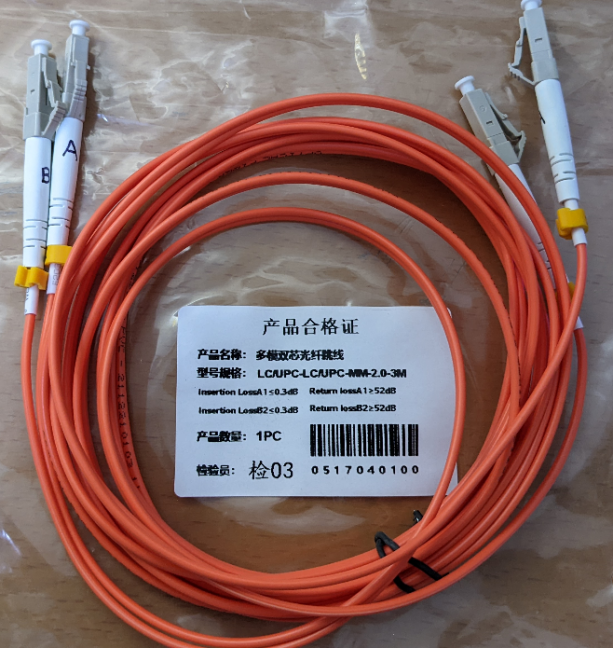 B
A
产品合格证
产品名称： 多模双芯光纤跳线
型号规格： LC/UPC-LC/UPC-MM-2.0-3M
Insertion LossA1≤0.3dB Return lossA1≥52dB
Insertion LossB2≤0.3dB Return lossB2≥52dB
产品数量： 1PC
检验员： 检03
0517040100